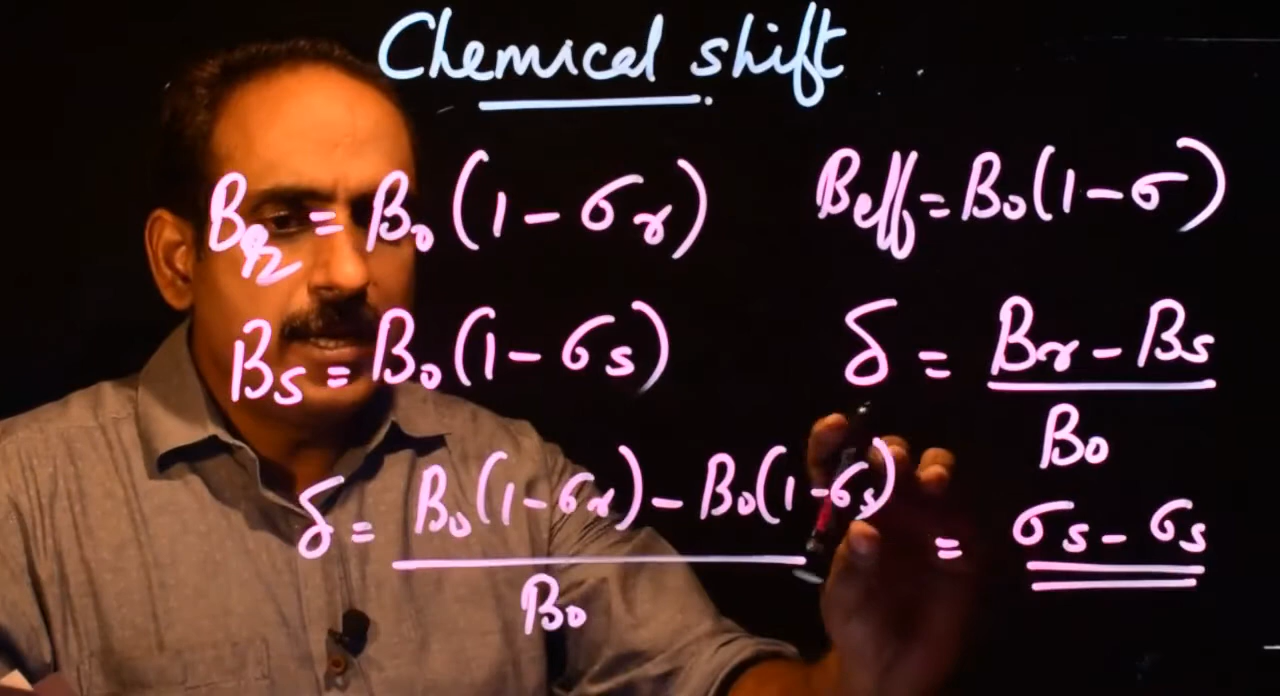 Chemical shift
Br = B0 (1 - σr)
Beff = B0 (1 - σ)
Bs = B0 (1 - σs)
δ = Br - Bs / B0
δ = B0 (1 - σr) - B0 (1 - σs) / B0 = σs - σs